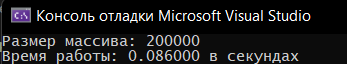 Консоль отладки Microsoft Visual Studio
Размер массива: 200000
Время работы: 0.086000 в секундах